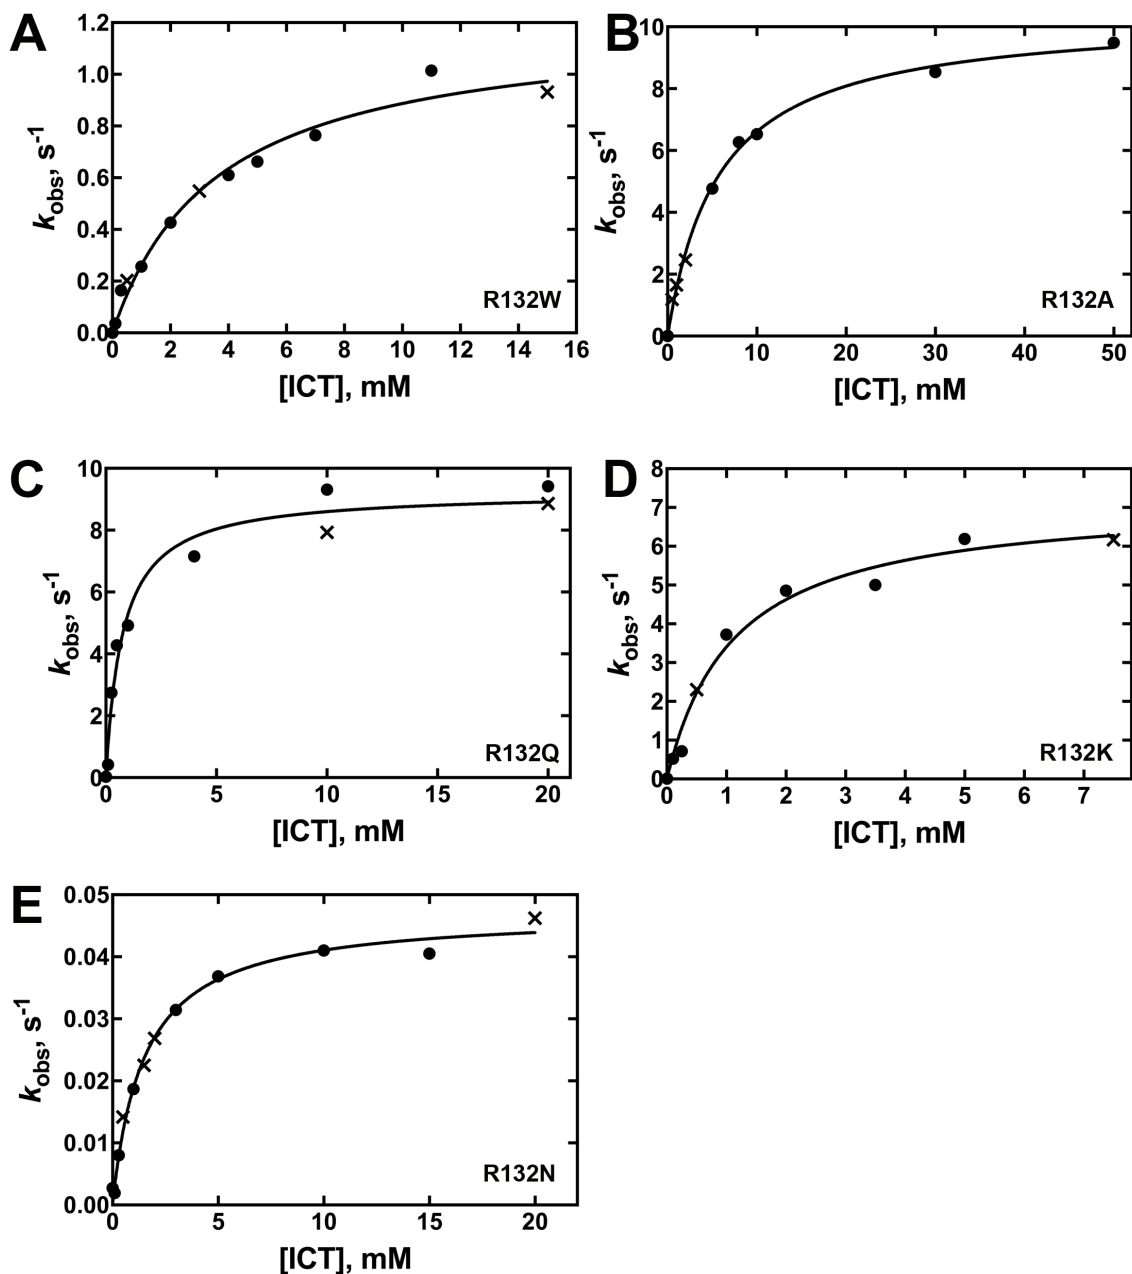 A
1.2
1.0
0.8
0.6
0.4
0.2
0.0
kobs, s-1
R132W
0 2 4 6 8 10 12 14 16
[ICT], mM
B
10
8
6
4
2
0
kobs, s-1
R132A
0 10 20 30 40 50
[ICT], mM
C
10
8
6
4
2
0
kobs, s-1
R132Q
0 5 10 15 20
[ICT], mM
D
8
7
6
5
4
3
2
1
0
kobs, s-1
R132K
0 1 2 3 4 5 6 7
[ICT], mM
E
0.05
0.04
0.03
0.02
0.01
0.00
kobs, s-1
R132N
0 5 10 15 20
[ICT], mM